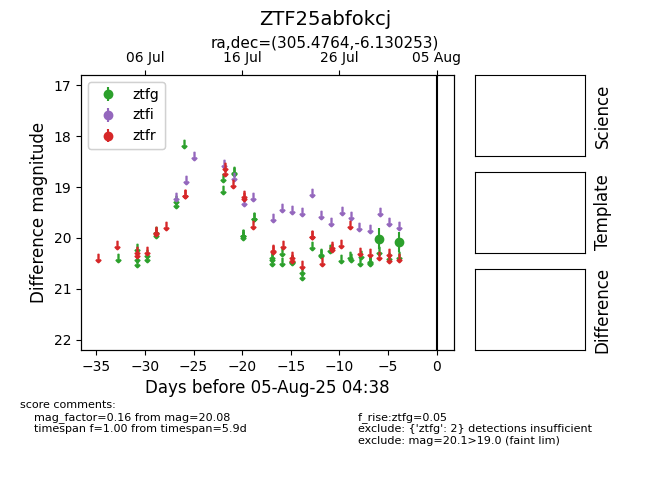 ZTF25abfokcj
ra,dec=(305.4764,-6.130253)
06 Jul 16 Jul 26 Jul 05 Aug
ztfg
ztfi
ztfr
17
18
19
20
21
22
Difference magnitude
−35 −30 −25 −20 −15 −10 −5 0
Days before 05-Aug-25 04:38
Science
Template
Difference
score comments:
mag_factor=0.16 from mag=20.08
timespan f=1.00 from timespan=5.9d
f_rise:ztfg=0.05
exclude: {'ztfg': 2} detections insufficient
exclude: mag=20.1>19.0 (faint lim)